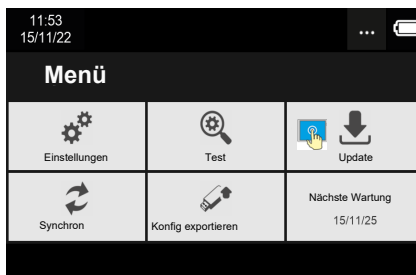 11:53
15/11/22
...
Menü
Einstellungen
Test
Update
Synchron
Konfig exportieren
Nächste Wartung
15/11/25